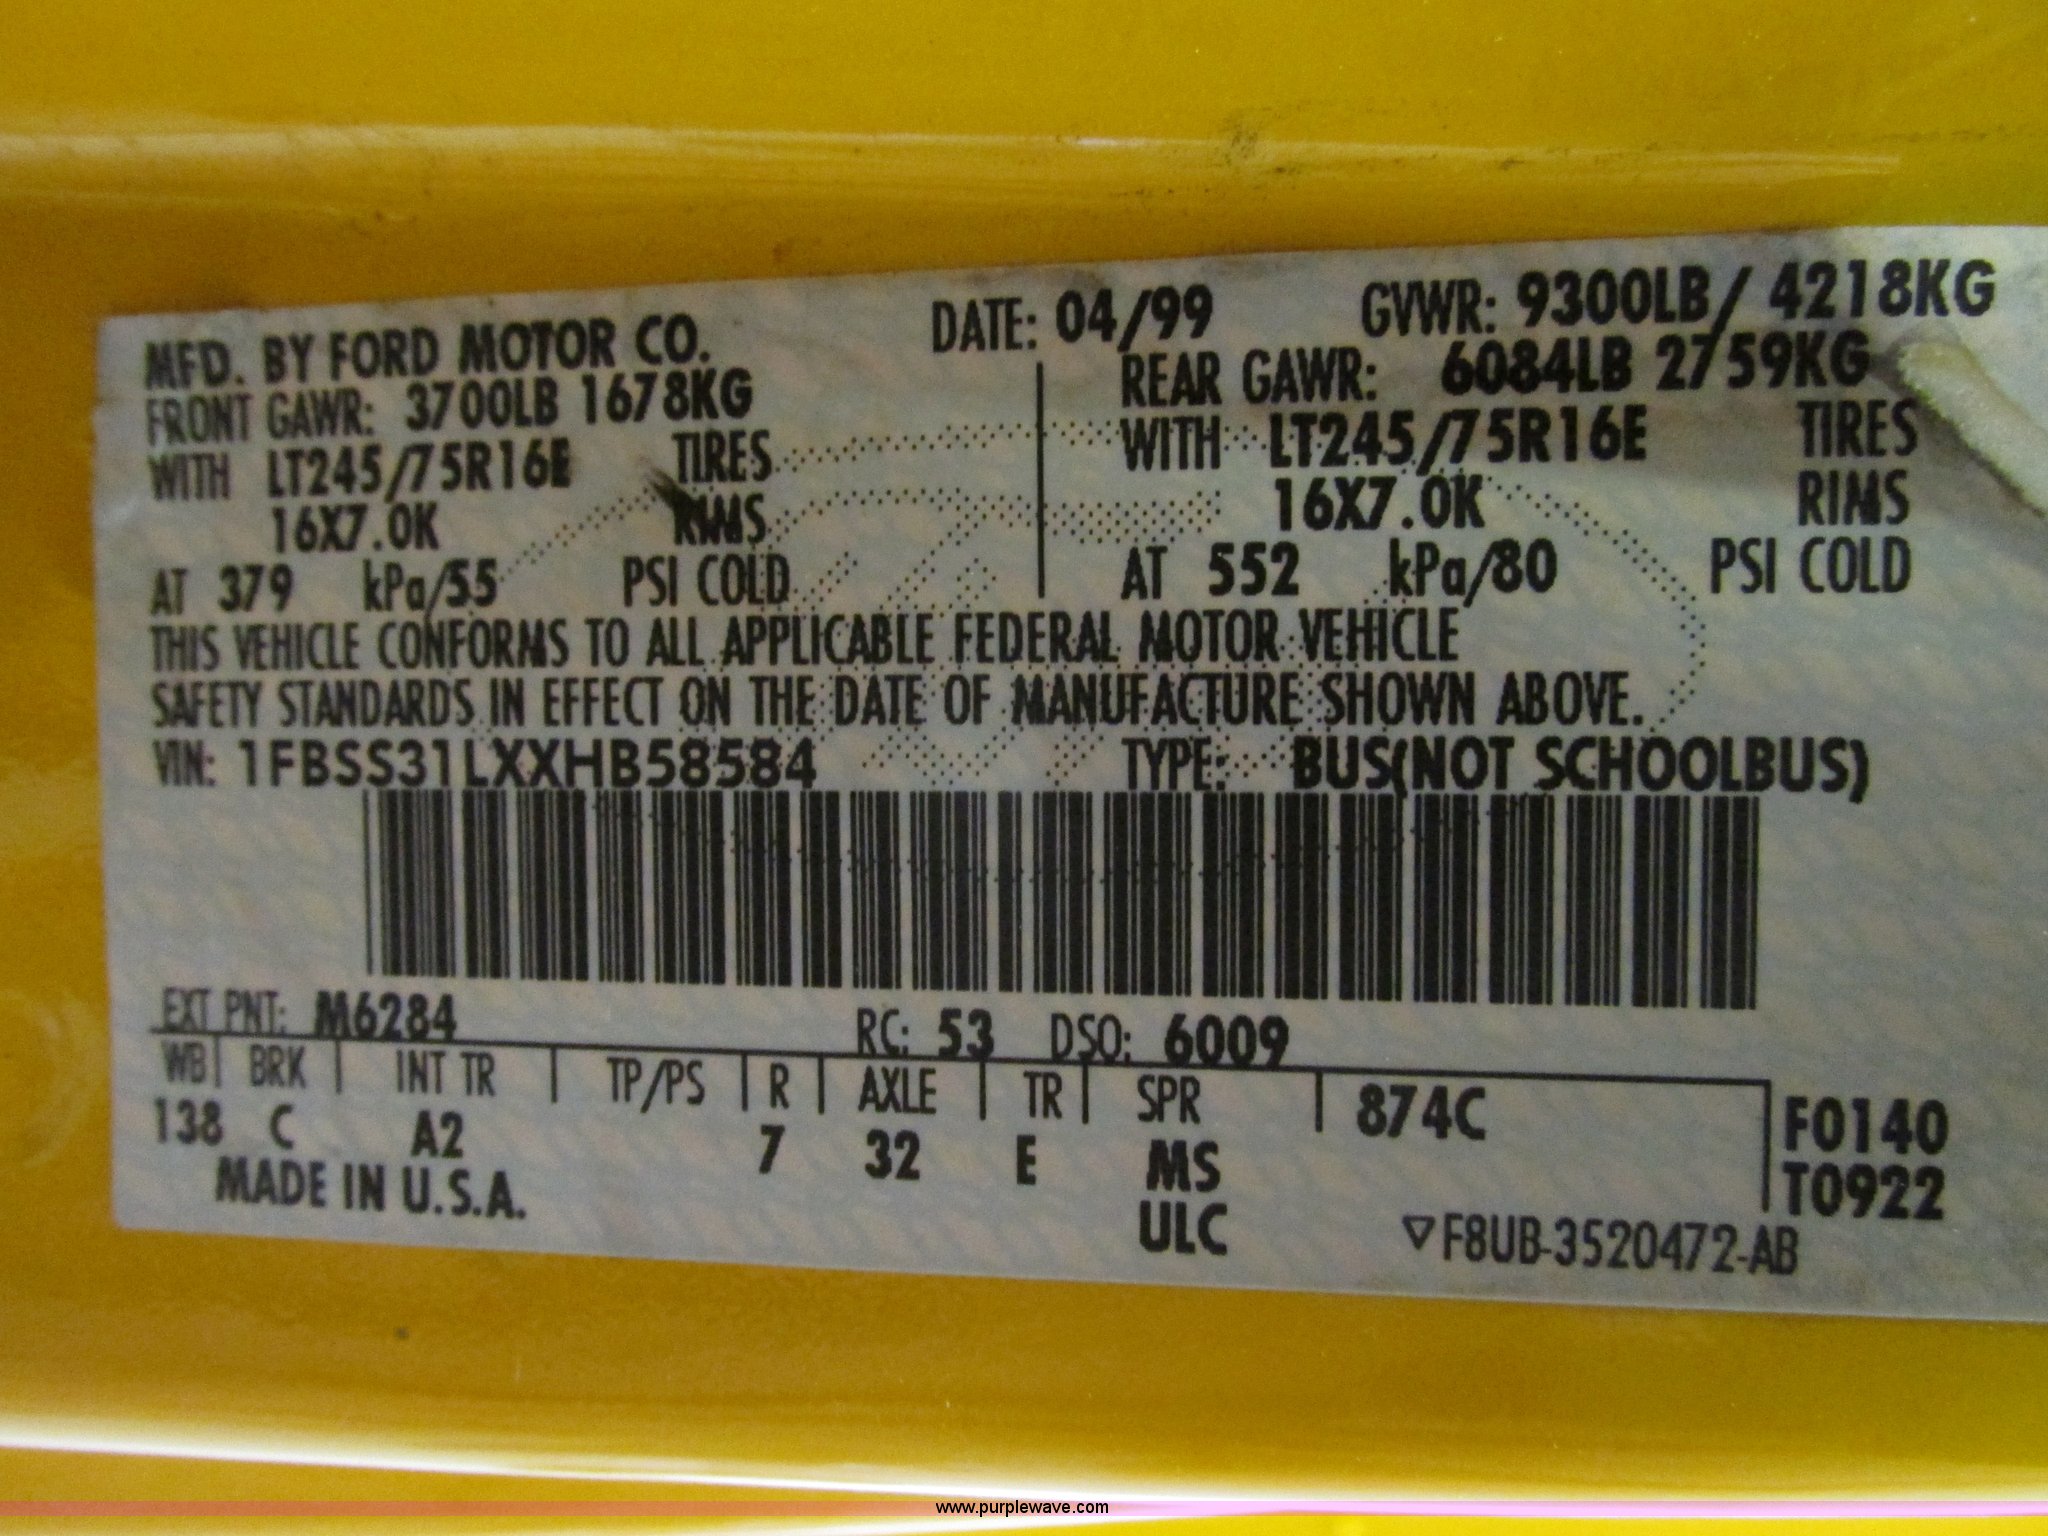 MFD. BY FORD MOTOR CO. DATE: 04/99 GVWR: 9300LB/ 4218KG
FRONT GAWR: 3700LB 1678KG REAR GAWR: 6084LB 2759KG
WITH LT245/75R16E TIRES WITH LT245/75R16E TIRES
16X7.0K RIMS 16X7.0K RIMS
AT 379 kPa/55 PSI COLD AT 552 kPa/80 PSI COLD
THIS VEHICLE CONFORMS TO ALL APPLICABLE FEDERAL MOTOR VEHICLE
SAFETY STANDARDS IN EFFECT ON THE DATE OF MANUFACTURE SHOWN ABOVE.
VIN: 1FBSS31LXXHB58584 TYPE: BUS(NOT SCHOOLBUS)
EXT PNT: M6284 RC: 53 DSO: 6009
WB BRK INT TR TP/PS R AXLE TR SPR 874C F0140
138 C A2 7 32 E MS T0922
MADE IN U.S.A. ULC ▽F8UB-3520472-AB
www.purplewave.com